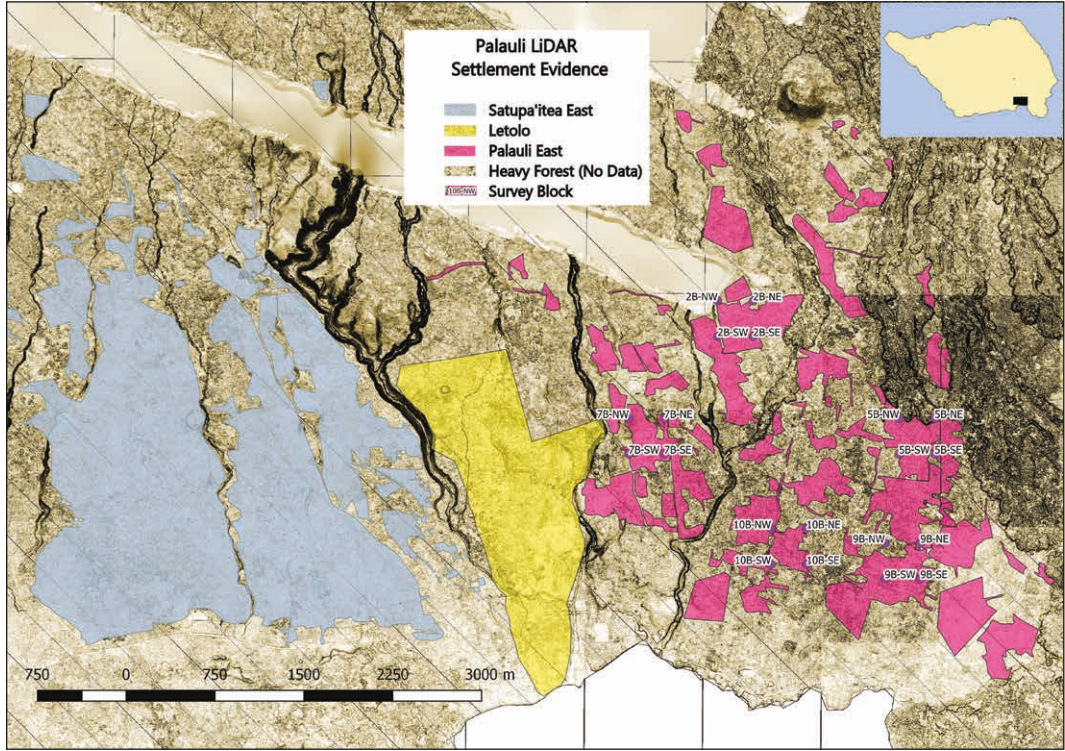 Palauli LiDAR
Settlement Evidence
Satupa'itea East
Letolo
Palauli East
Heavy Forest (No Data)
10B-NW Survey Block
2B-NW 2B-NE
2B-SW 2B-SE
7B-NW 7B-NE 5B-NW 5B-NE
7B-SW 7B-SE 5B-SW 5B-SE
10B-NW 10B-NE
9B-NW 9B-NE
10B-SW 10B-SE
9B-SW 9B-SE
750 0 750 1500 2250 3000 m